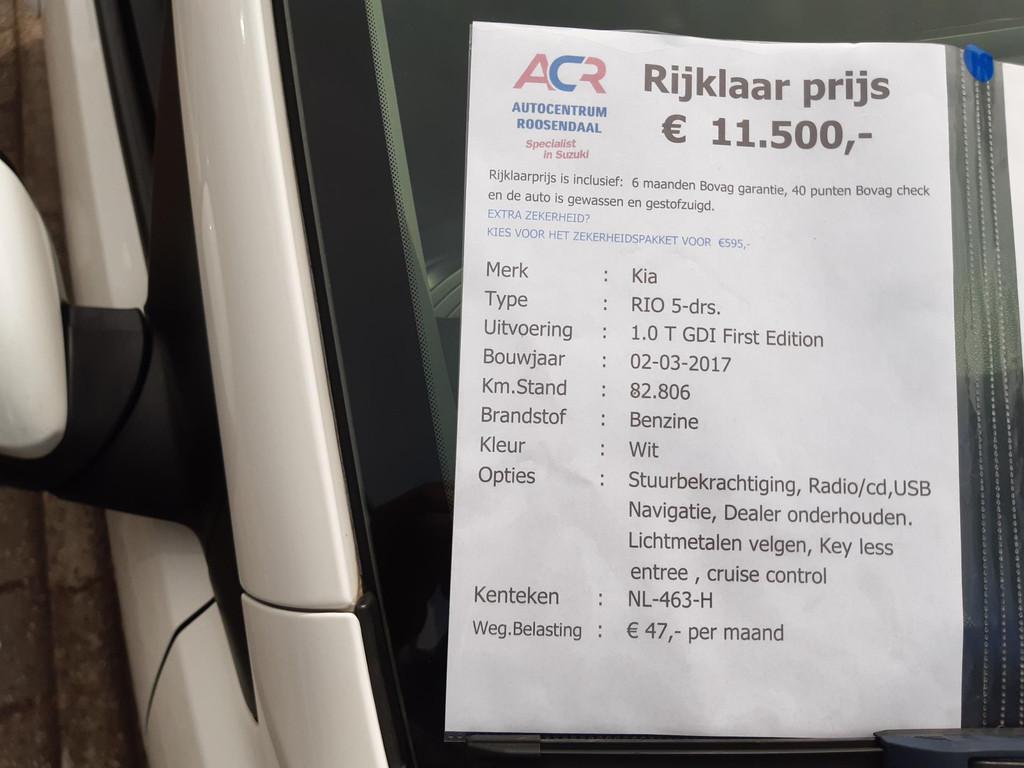 ACR
AUTOCENTRUM
ROOSENDAAL
Specialist
in Suzuki
Rijklaar prijs
€ 11.500,-
Rijklaarprijs is inclusief: 6 maanden Bovag garantie, 40 punten Bovag check
en de auto is gewassen en gestofzuigd.
EXTRA ZEKERHEID?
KIES VOOR HET ZEKERHEIDSPAKKET VOOR €595,-
Merk : Kia
Type : RIO 5-drs.
Uitvoering : 1.0 T GDI First Edition
Bouwjaar : 02-03-2017
Km.Stand : 82.806
Brandstof : Benzine
Kleur : Wit
Opties : Stuurbekrachtiging, Radio/cd,USB
Navigatie, Dealer onderhouden.
Lichtmetalen velgen, Key less
entree , cruise control
Kenteken : NL-463-H
Weg.Belasting : € 47,- per maand